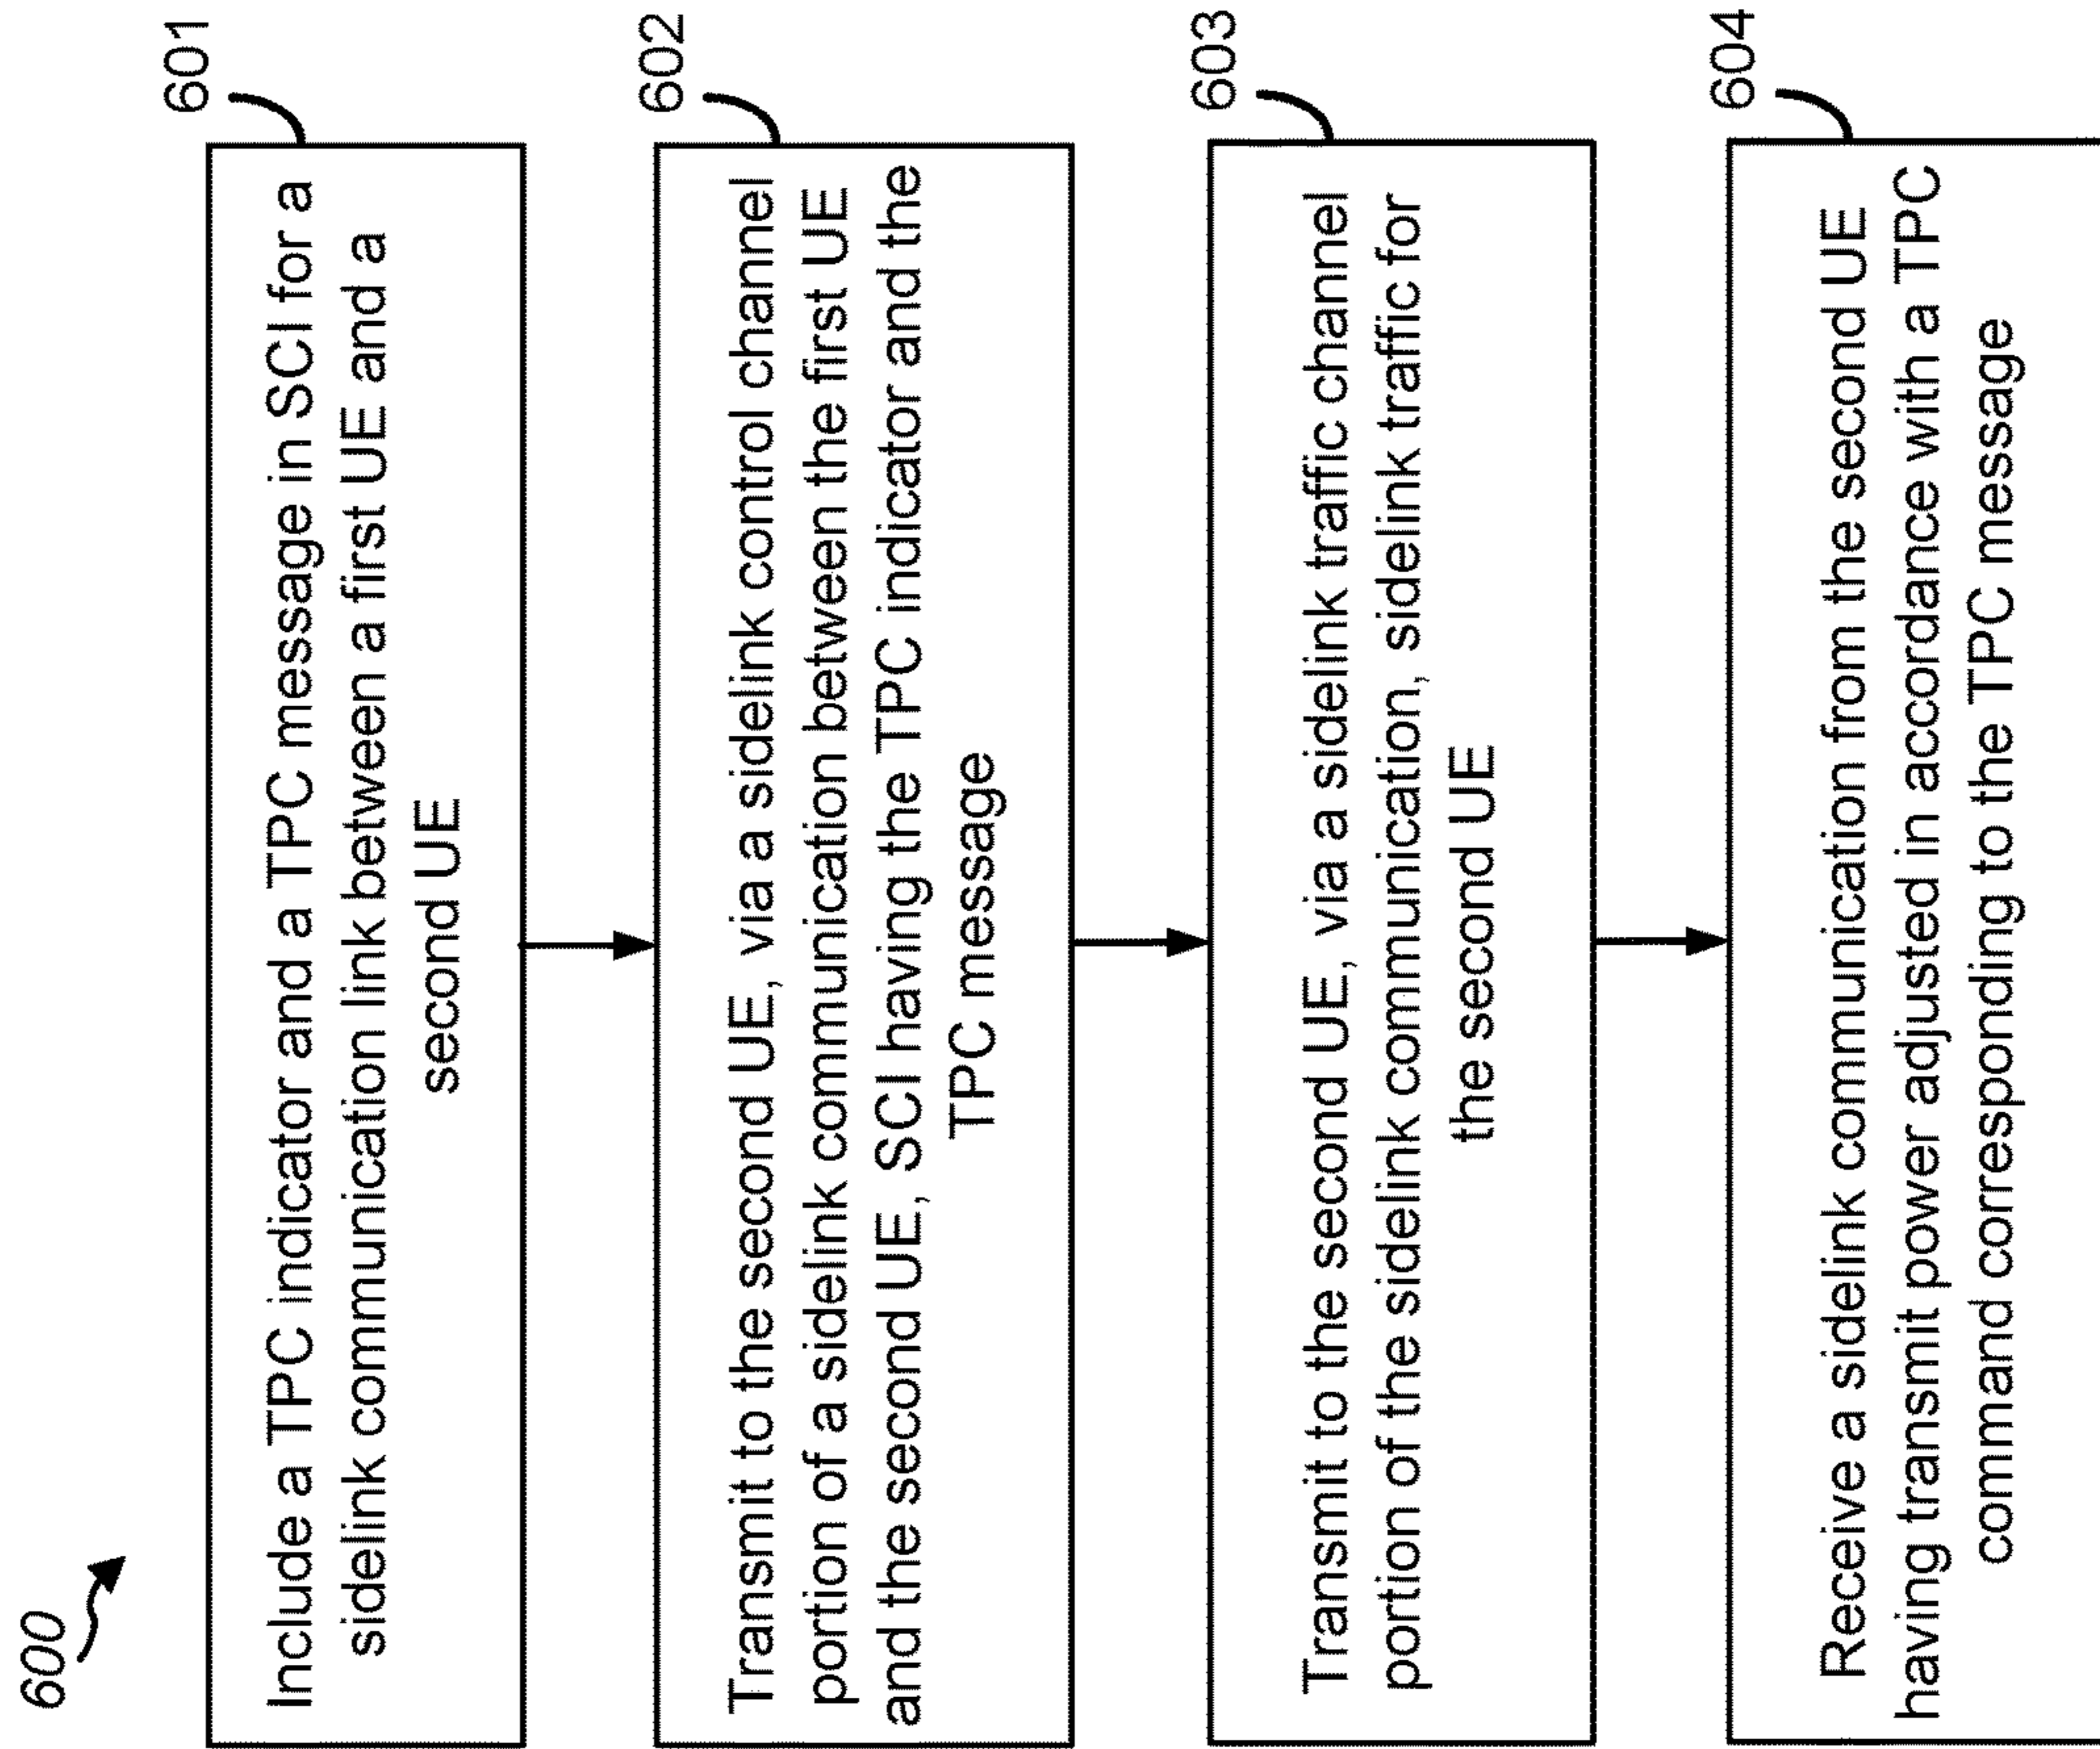 600
601
Include a TPC indicator and a TPC message in SCI for a
sidelink communication link between a first UE and a
second UE
602
Transmit to the second UE, via a sidelink control channel
portion of a sidelink communication between the first UE
and the second UE, SCI having the TPC indicator and the
TPC message
603
Transmit to the second UE, via a sidelink traffic channel
portion of the sidelink communication, sidelink traffic for
the second UE
604
Receive a sidelink communication from the second UE
having transmit power adjusted in accordance with a TPC
command corresponding to the TPC message